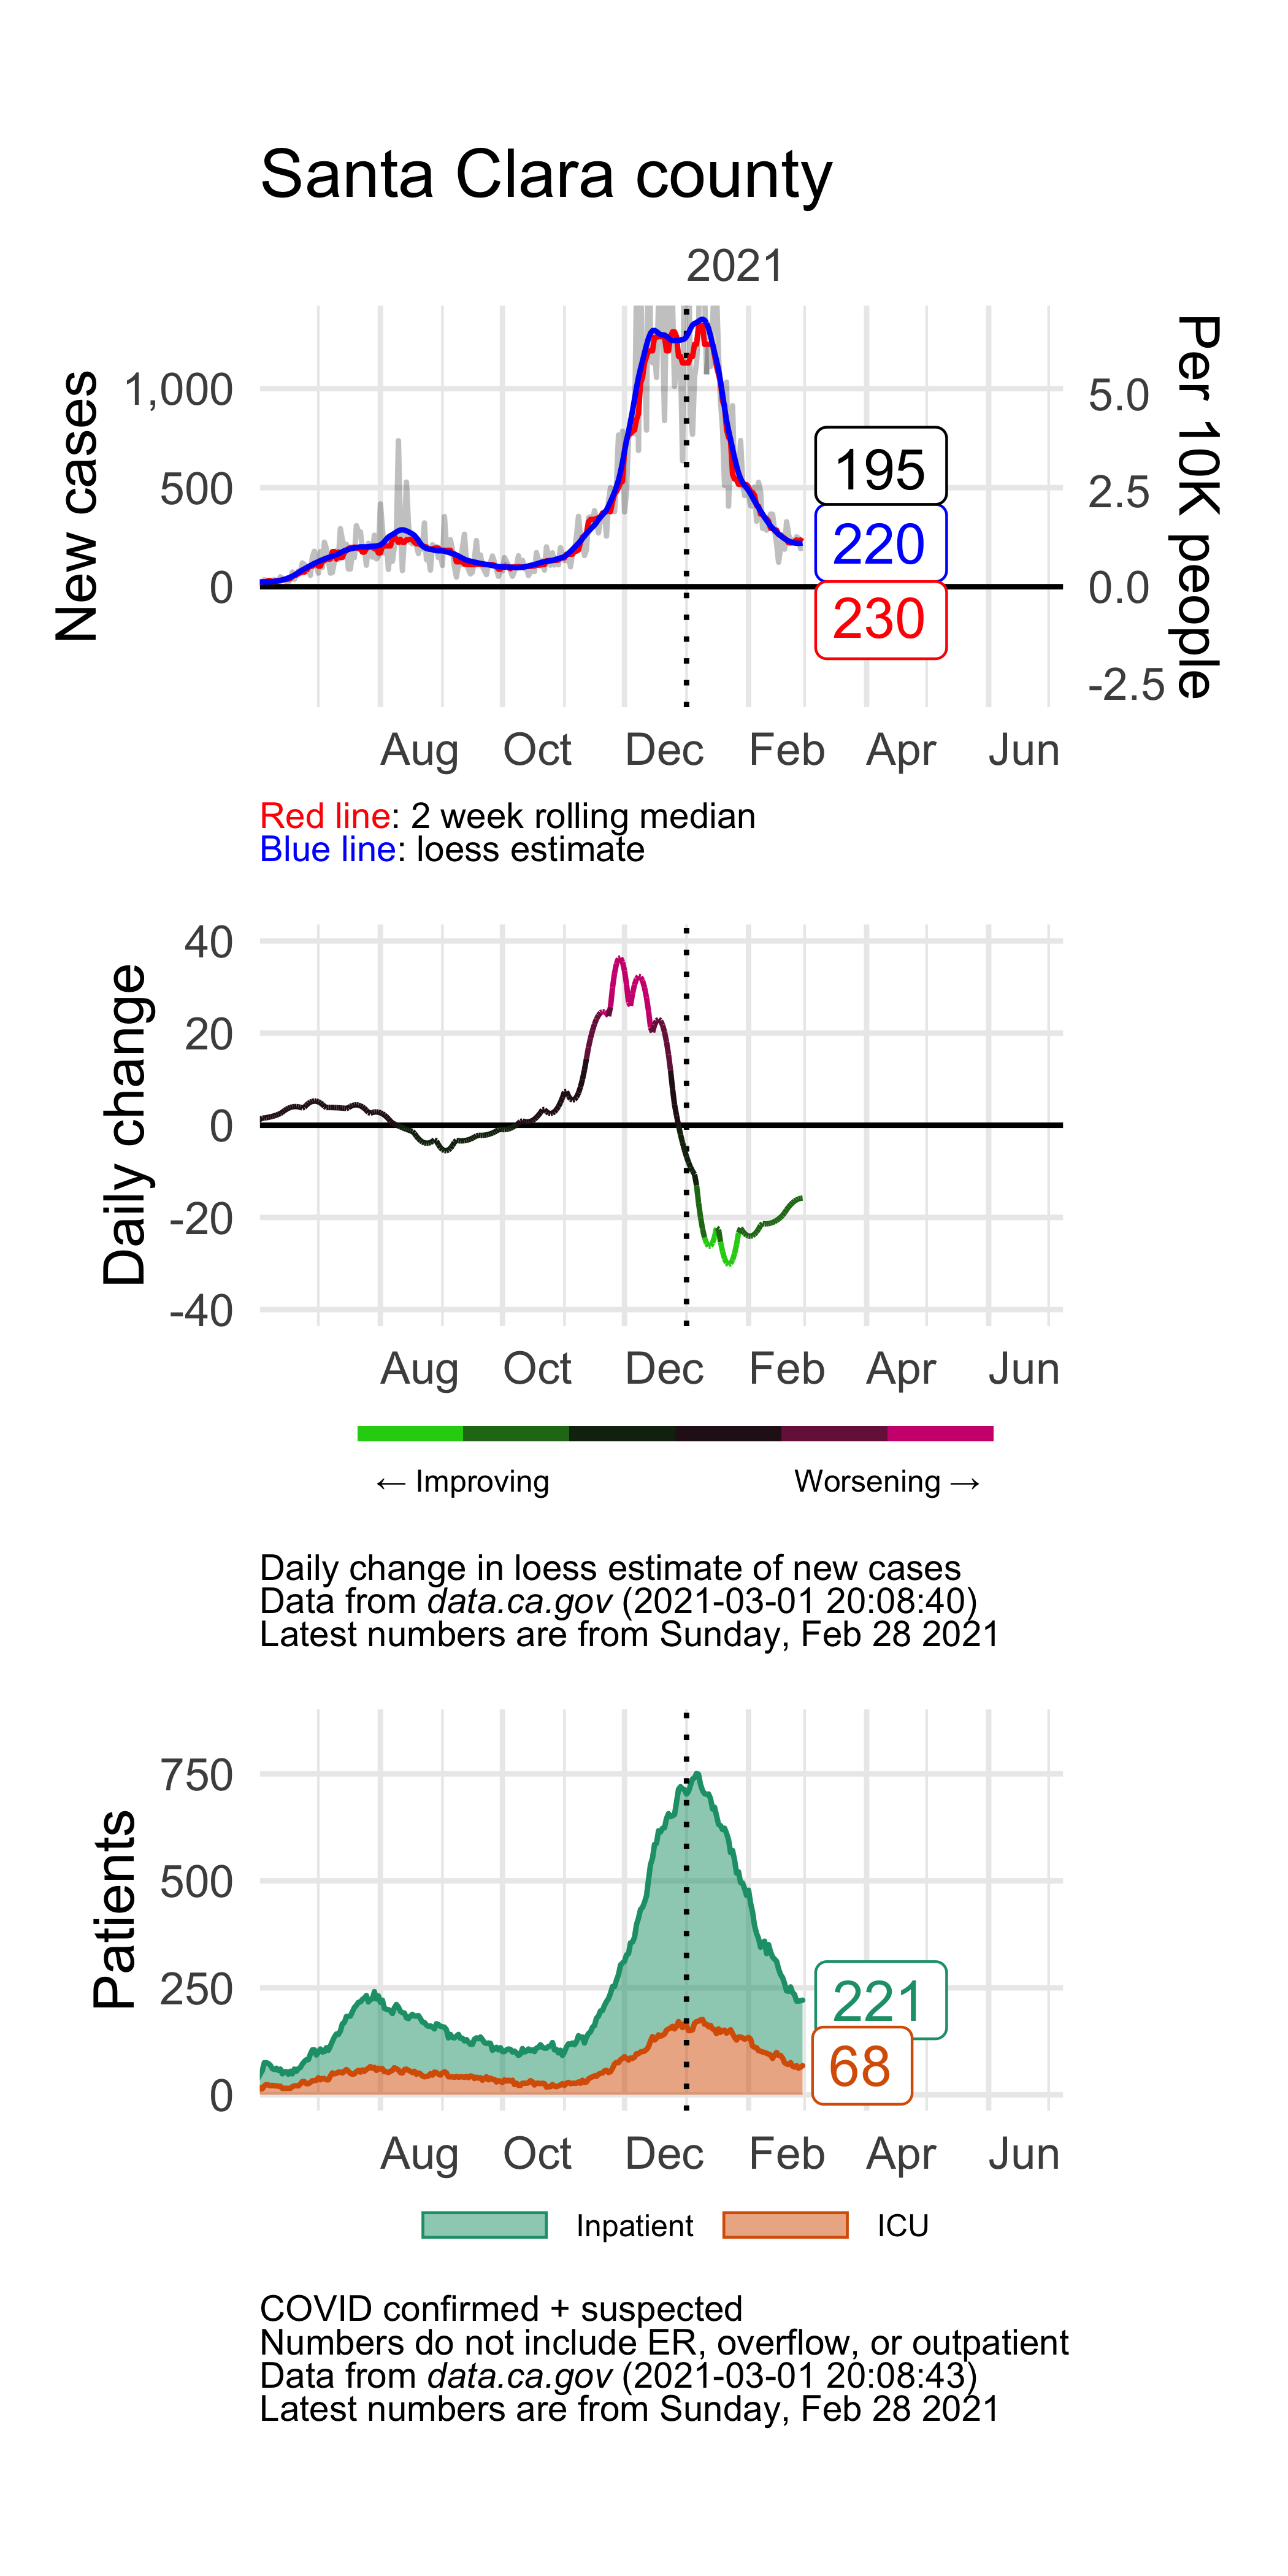 Santa Clara county
2021
New cases
1,000
500
0
5.0
2.5
0.0
-2.5
Per 10K people
195
220
230
Aug Oct Dec Feb Apr Jun
Red line: 2 week rolling median
Blue line: loess estimate
Daily change
40
20
0
-20
-40
Aug Oct Dec Feb Apr Jun
← Improving Worsening →
Daily change in loess estimate of new cases
Data from data.ca.gov (2021-03-01 20:08:40)
Latest numbers are from Sunday, Feb 28 2021
Patients
750
500
250
0
221
68
Aug Oct Dec Feb Apr Jun
Inpatient ICU
COVID confirmed + suspected
Numbers do not include ER, overflow, or outpatient
Data from data.ca.gov (2021-03-01 20:08:43)
Latest numbers are from Sunday, Feb 28 2021